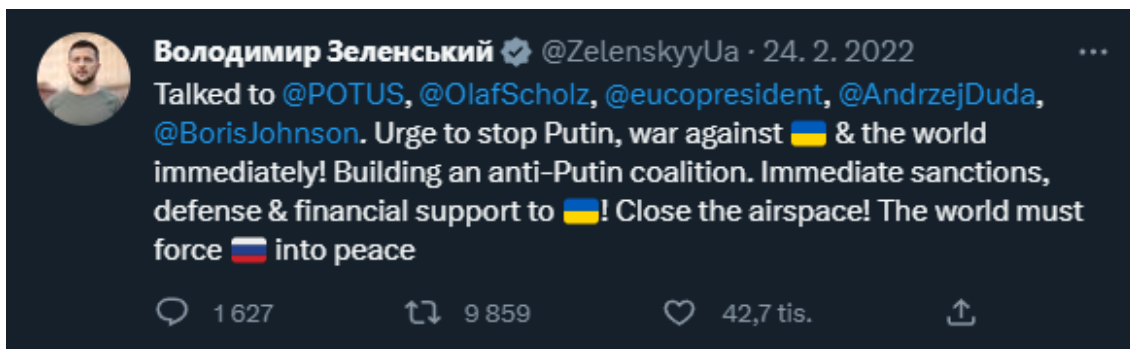 Володимир Зеленський @ZelenskyyUa · 24. 2. 2022
Talked to @POTUS, @OlafScholz, @eucopresident, @AndrzejDuda,
@BorisJohnson. Urge to stop Putin, war against 🇺🇦 & the world
immediately! Building an anti-Putin coalition. Immediate sanctions,
defense & financial support to 🇺🇦! Close the airspace! The world must
force 🇷🇺 into peace
1 627 9 859 42,7 tis.